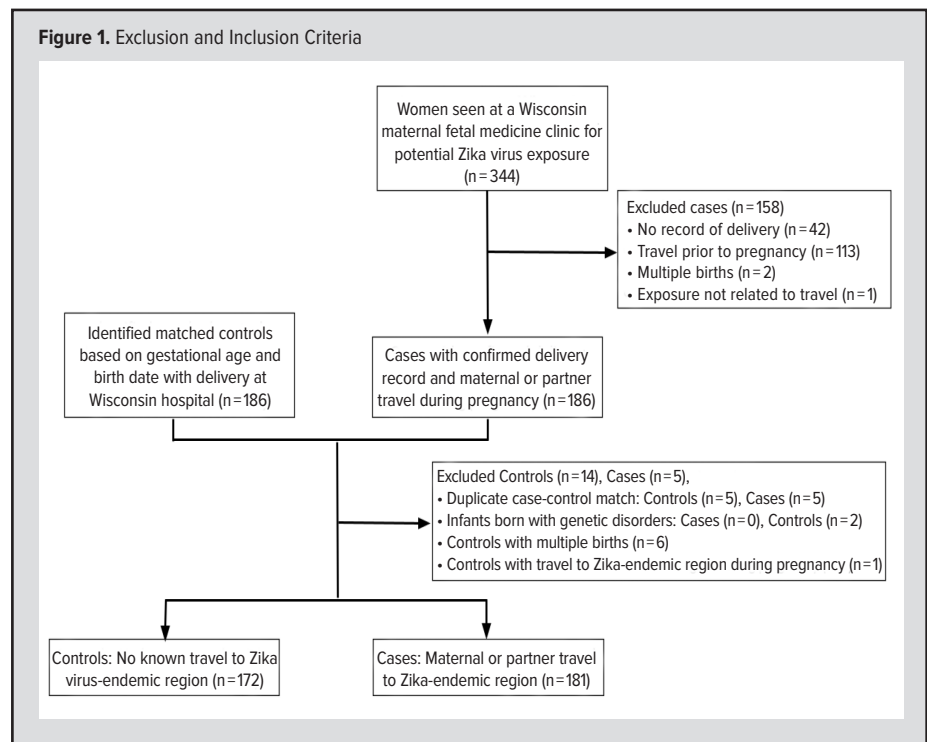 Figure 1. Exclusion and Inclusion Criteria
Women seen at a Wisconsin
maternal fetal medicine clinic for
potential Zika virus exposure
(n=344)
Excluded cases (n=158)
• No record of delivery (n=42)
• Travel prior to pregnancy (n=113)
• Multiple births (n=2)
• Exposure not related to travel (n=1)
Identified matched controls
based on gestational age and
birth date with delivery at
Wisconsin hospital (n=186)
Cases with confirmed delivery
record and maternal or partner
travel during pregnancy (n=186)
Excluded Controls (n=14), Cases (n=5),
• Duplicate case-control match: Controls (n=5), Cases (n=5)
• Infants born with genetic disorders: Cases (n=0), Controls (n=2)
• Controls with multiple births (n=6)
• Controls with travel to Zika-endemic region during pregnancy (n=1)
Controls: No known travel to Zika
virus-endemic region (n=172)
Cases: Maternal or partner travel
to Zika-endemic region (n=181)